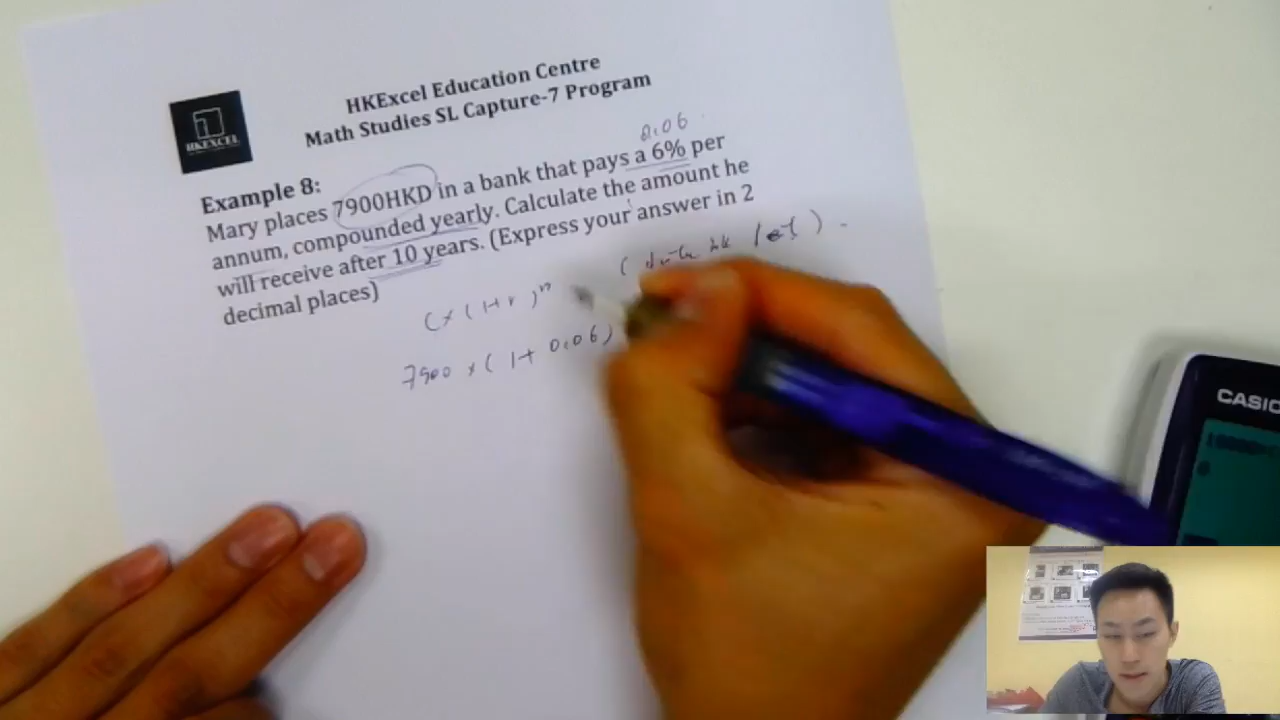 HKExcel Education Centre
Math Studies SL Capture-7 Program
HKEXCEL
0.06
Example 8:
Mary places 7900HKD in a bank that pays a 6% per
annum, compounded yearly. Calculate the amount he
will receive after 10 years. (Express your answer in 2
decimal places)
C × (1+r)^n
7900 × (1+0.06)
CASIO